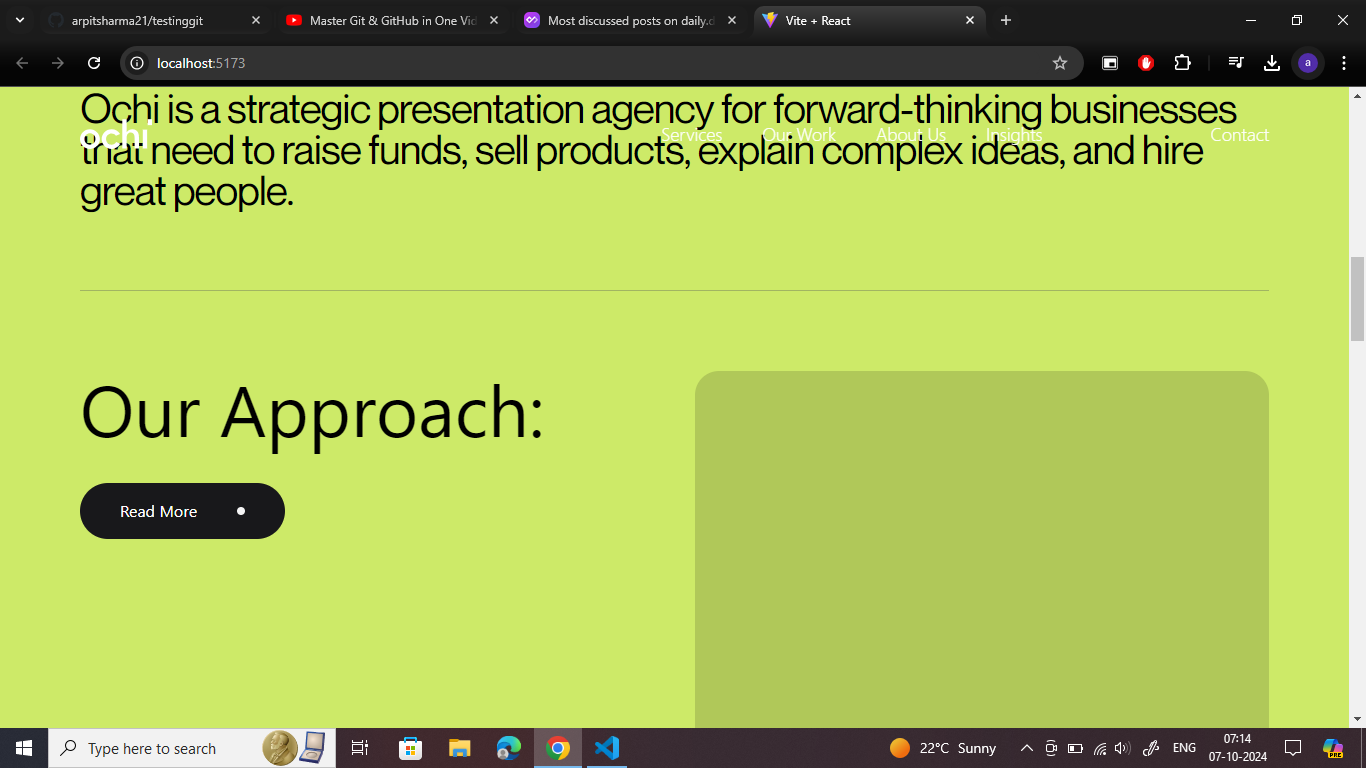 arpitsharma21/testinggit
Master Git & GitHub in One Vid
Most discussed posts on daily.d
Vite + React
localhost:5173
a
Ochi is a strategic presentation agency for forward-thinking businesses
ochi
Services
Our Work
About Us
Insights
Contact
that need to raise funds, sell products, explain complex ideas, and hire
great people.
Our Approach:
Read More
Type here to search
22°C Sunny
ENG
07:14
07-10-2024
PRE